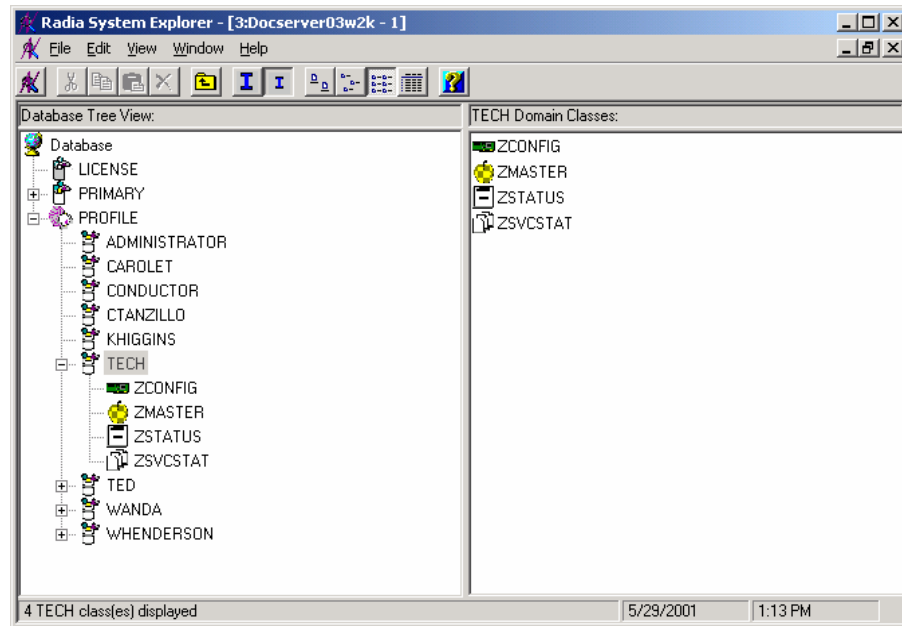 Radia System Explorer - [3:Docserver03w2k - 1]
File Edit View Window Help
Database Tree View:
TECH Domain Classes:
Database
LICENSE
PRIMARY
PROFILE
ADMINISTRATOR
CAROLET
CONDUCTOR
CTANZILLO
KHIGGINS
TECH
ZCONFIG
ZMASTER
ZSTATUS
ZSVCSTAT
TED
WANDA
WHENDERSON
ZCONFIG
ZMASTER
ZSTATUS
ZSVCSTAT
4 TECH class(es) displayed
5/29/2001
1:13 PM